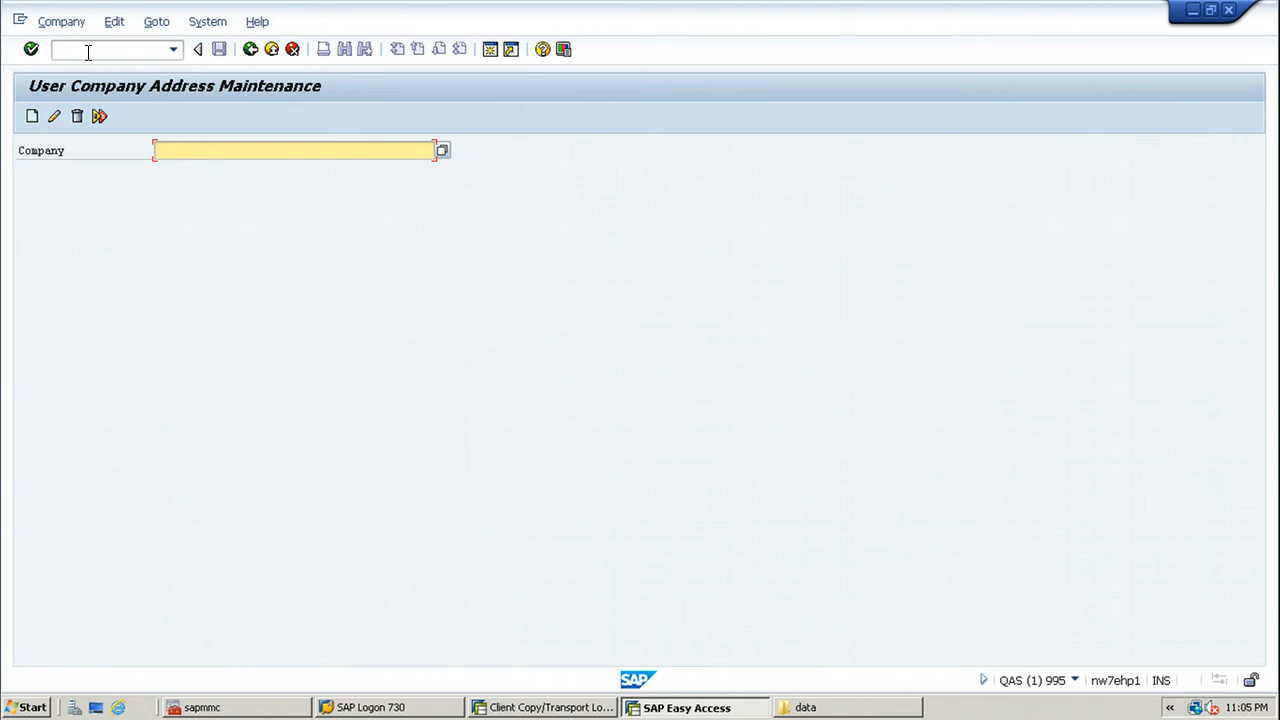 Company Edit Goto System Help
User Company Address Maintenance
Company
SAP
QAS (1) 995 nw7ehp1 INS
Start sapmmc SAP Logon 730 Client Copy/Transport Lo... SAP Easy Access data « 11:05 PM